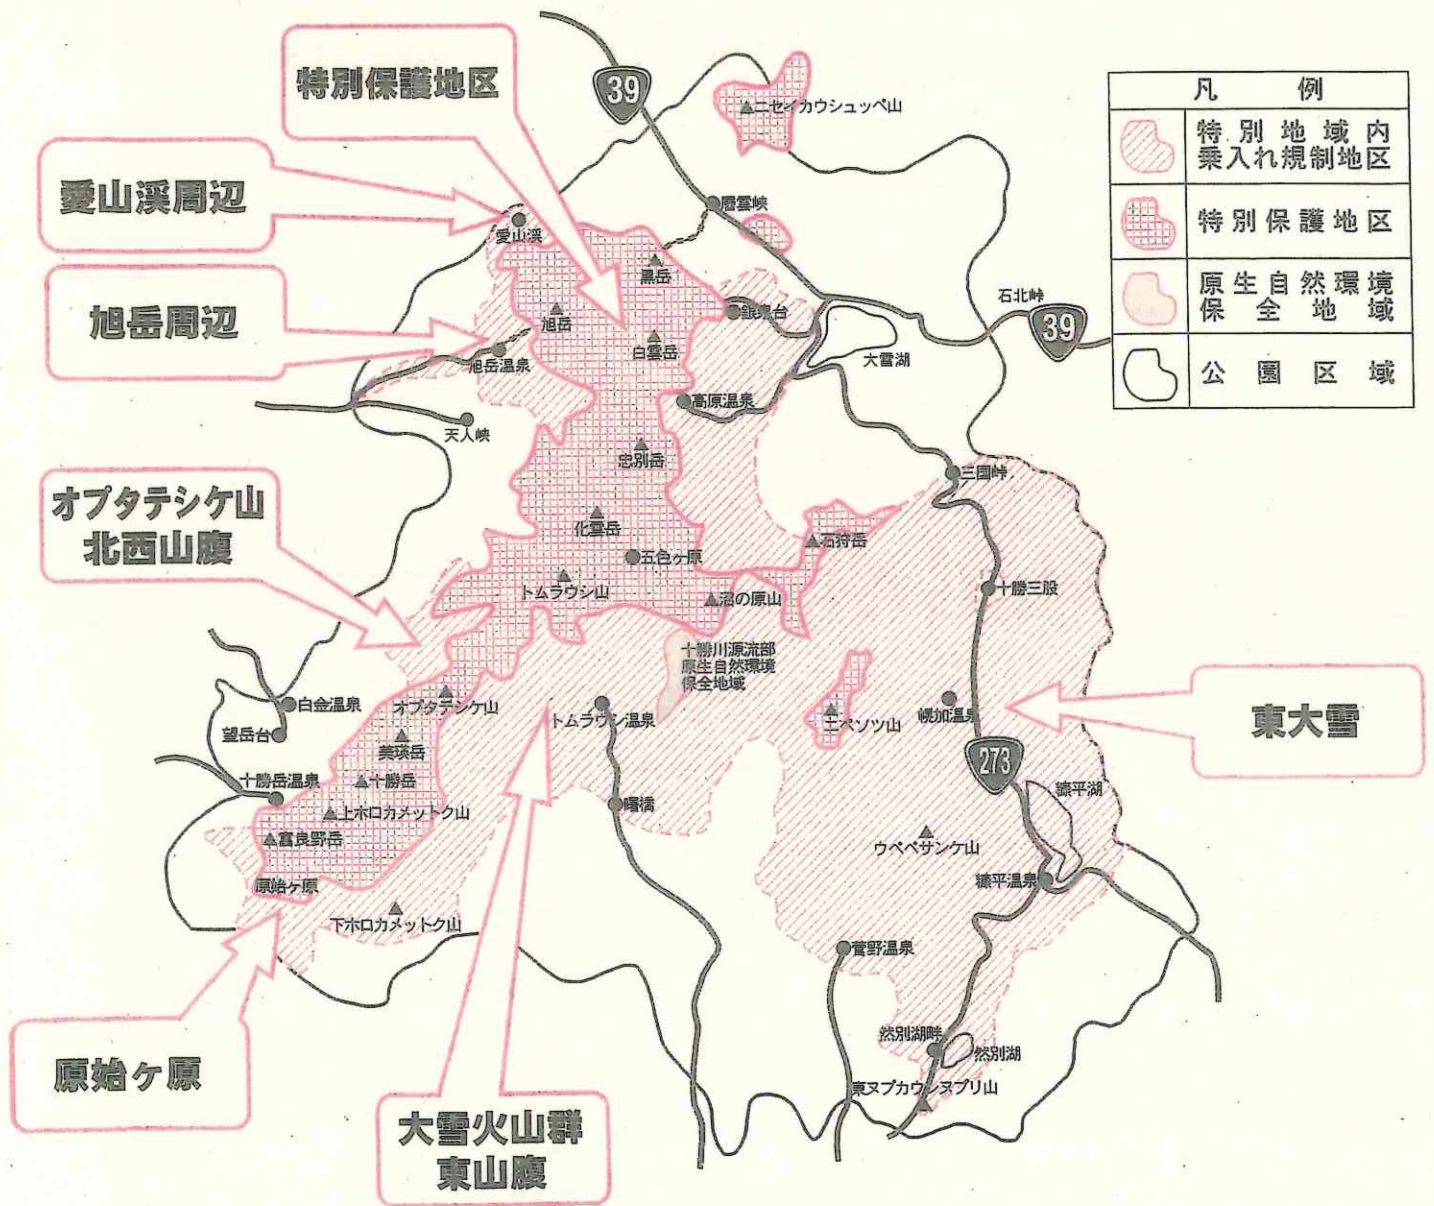 特別保護地区
39
ニセイカウシュッペ山
凡例
特別地域内
乗入れ規制地区
特別保護地区
原生自然環境
保全地域
公園区域
愛山渓周辺
愛山渓
層雲峡
黒岳
旭岳周辺
旭岳
銀泉台
石北峠
39
白雲岳
旭岳温泉
大雪湖
高原温泉
天人峡
忠別岳
三国峠
オプタテシケ山
北西山腹
化雲岳
石狩岳
五色ヶ原
トムラウシ山
沼の原山
十勝三股
十勝川源流部
原生自然環境
保全地域
白金温泉
オプタテシケ山
トムラウシ温泉
ニペソツ山
幌加温泉
東大雪
望岳台
美瑛岳
273
十勝岳温泉
十勝岳
糠平湖
上ホロカメットク山
曙橋
富良野岳
ウペペサンケ山
原始ヶ原
糠平温泉
下ホロカメットク山
菅野温泉
然別湖畔
然別湖
原始ヶ原
東ヌプカウシヌプリ山
大雪火山群
東山腹